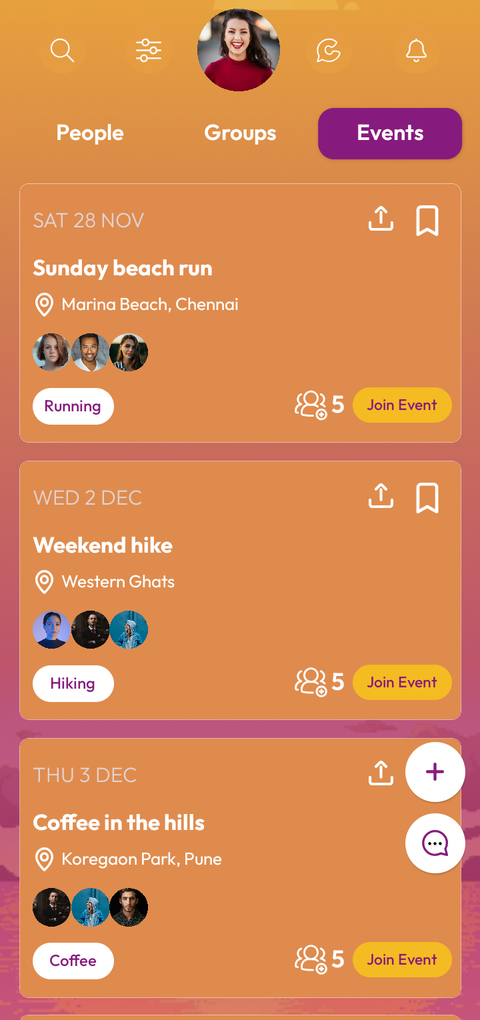 People Groups Events
SAT 28 NOV
Sunday beach run
Marina Beach, Chennai
Running 5 Join Event
WED 2 DEC
Weekend hike
Western Ghats
Hiking 5 Join Event
THU 3 DEC
Coffee in the hills
Koregaon Park, Pune
Coffee 5 Join Event